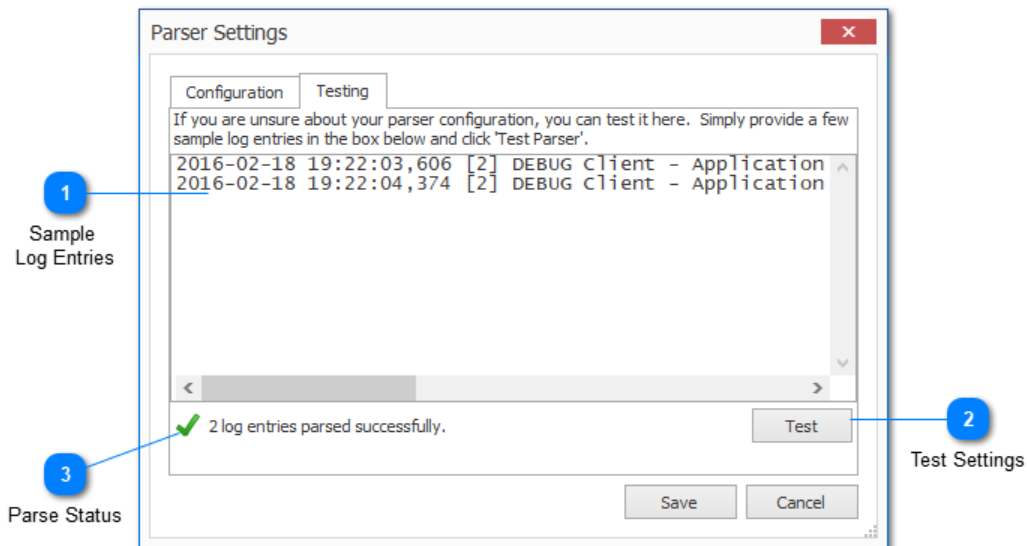 Parser Settings
Configuration
Testing
If you are unsure about your parser configuration, you can test it here.  Simply provide a few
sample log entries in the box below and click 'Test Parser'.
2016-02-18 19:22:03,606 [2] DEBUG Client - Application
2016-02-18 19:22:04,374 [2] DEBUG Client - Application
1
Sample
Log Entries
2 log entries parsed successfully.
Test
2
Test Settings
3
Parse Status
Save
Cancel